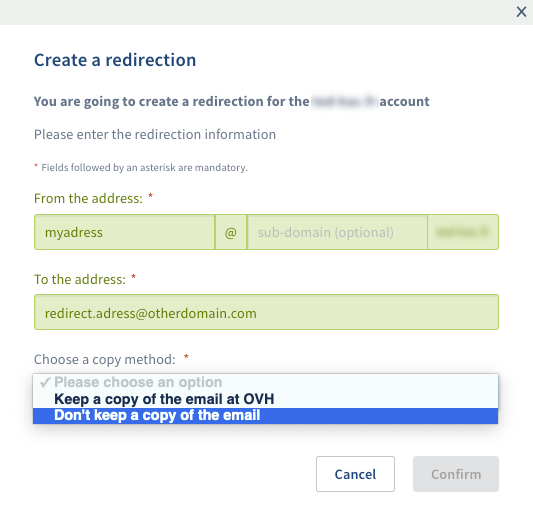 Create a redirection
You are going to create a redirection for the account
Please enter the redirection information
* Fields followed by an asterisk are mandatory.
From the address: *
myadress @ sub-domain (optional)
To the address: *
redirect.adress@otherdomain.com
Choose a copy method: *
✓ Please choose an option
Keep a copy of the email at OVH
Don't keep a copy of the email
Cancel Confirm